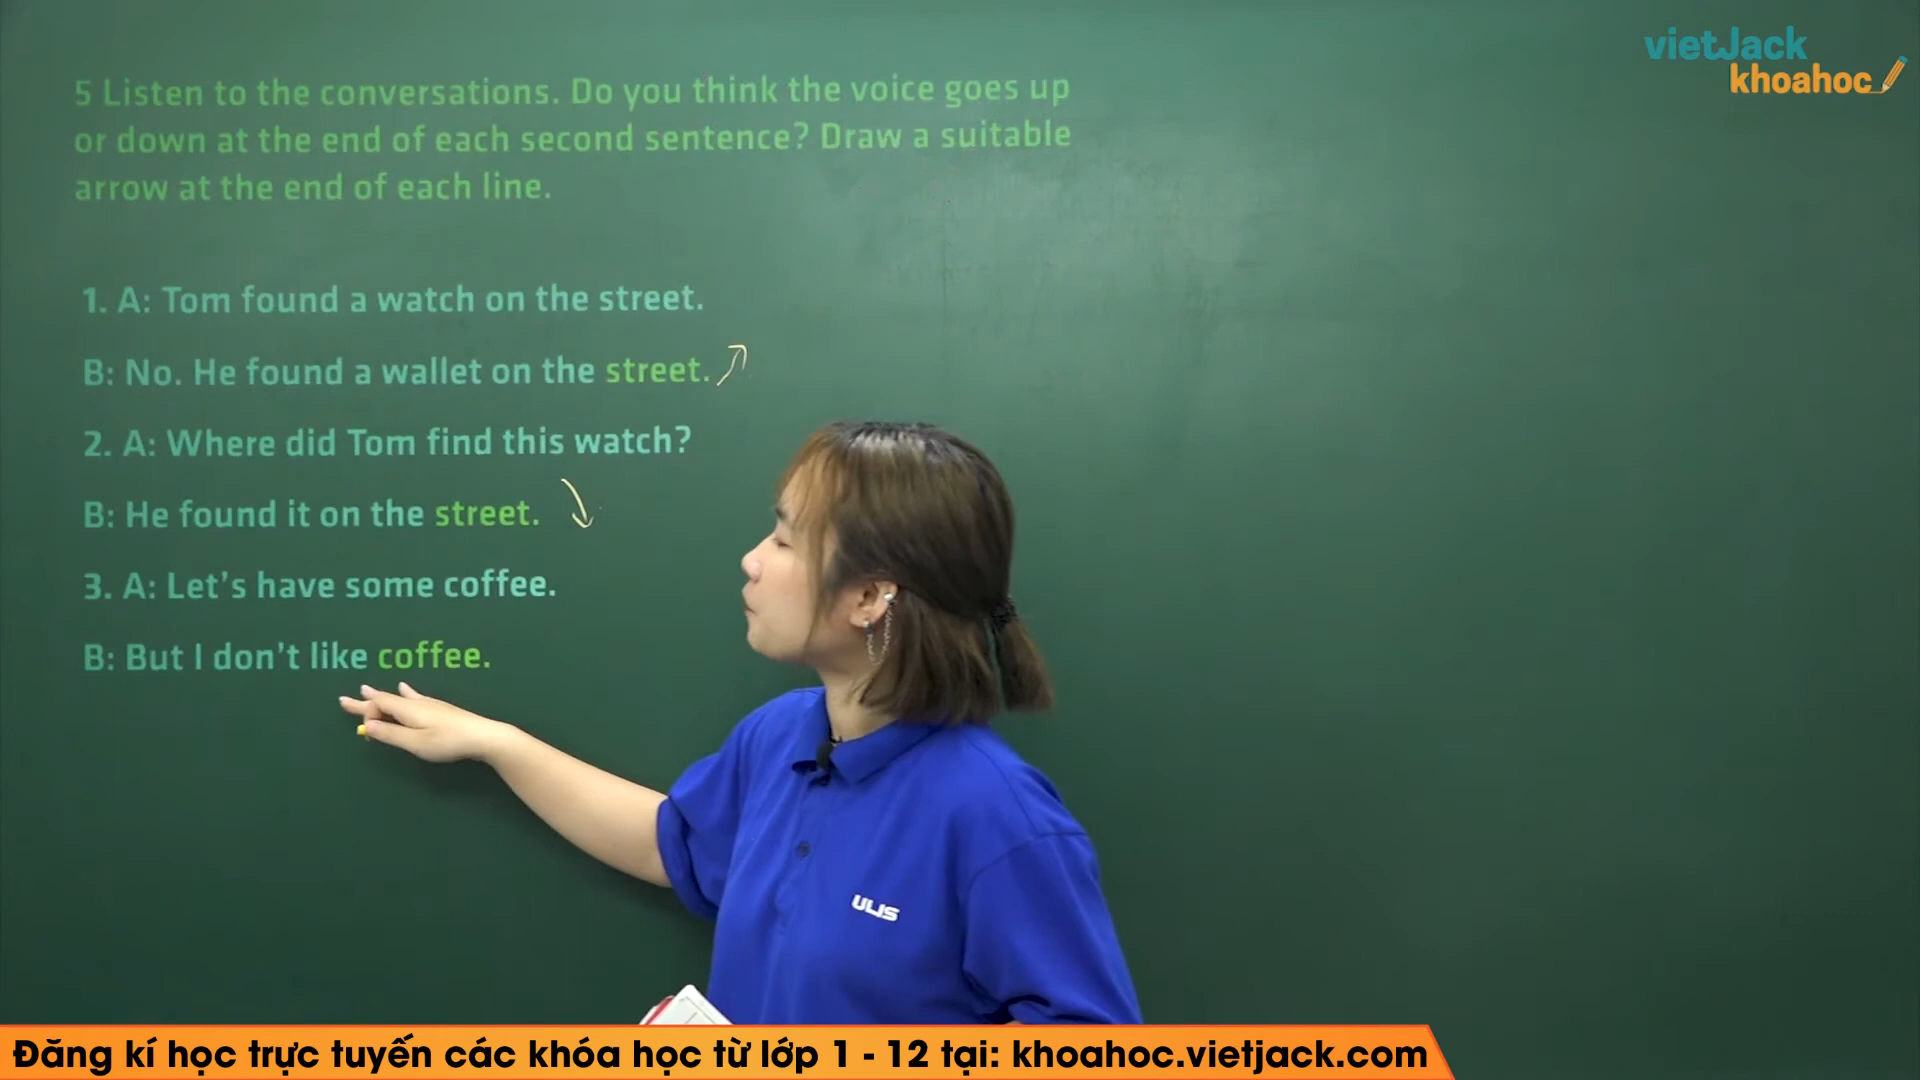 vietJack
khoahoc
5 Listen to the conversations. Do you think the voice goes up
or down at the end of each second sentence? Draw a suitable
arrow at the end of each line.
1. A: Tom found a watch on the street.
B: No. He found a wallet on the street.
2. A: Where did Tom find this watch?
B: He found it on the street.
3. A: Let's have some coffee.
B: But I don't like coffee.
ULIS
Đăng kí học trực tuyến các khóa học từ lớp 1 - 12 tại: khoahoc.vietjack.com